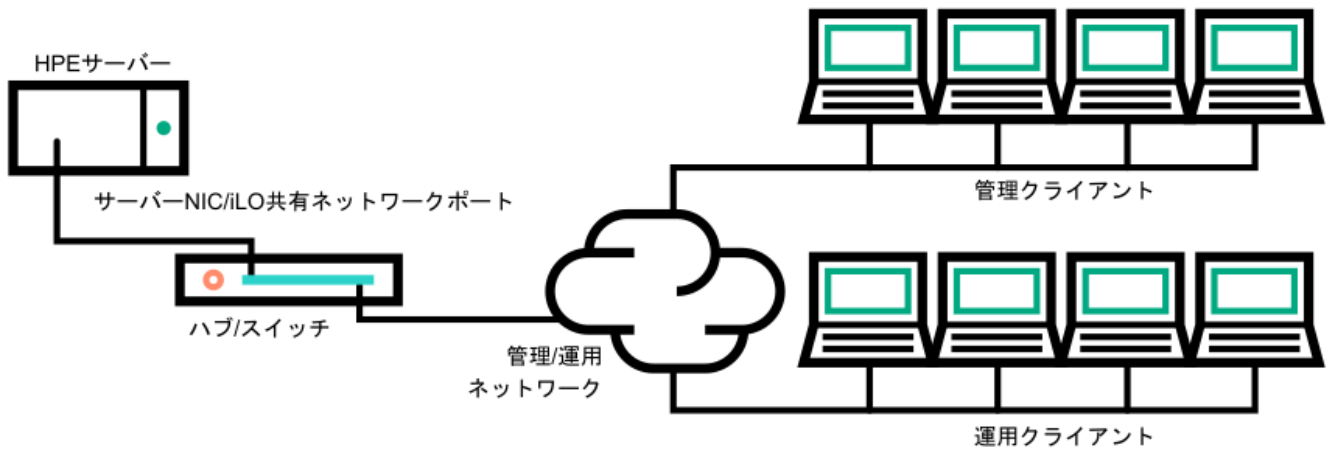 HPEサーバー
サーバーNIC/iLO共有ネットワークポート
ハブ/スイッチ
管理/運用
ネットワーク
管理クライアント
運用クライアント